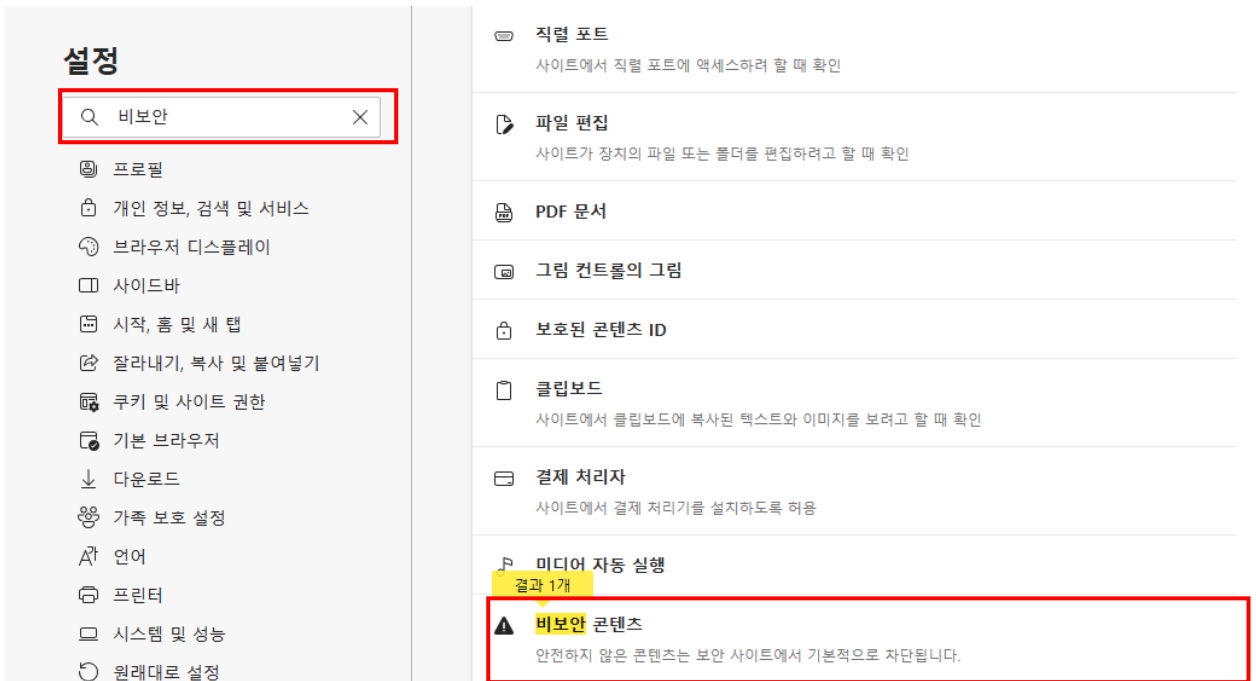 설정
비보안
프로필
개인 정보, 검색 및 서비스
브라우저 디스플레이
사이드바
시작, 홈 및 새 탭
잘라내기, 복사 및 붙여넣기
쿠키 및 사이트 권한
기본 브라우저
다운로드
가족 보호 설정
언어
프린터
시스템 및 성능
원래대로 설정
직렬 포트
사이트에서 직렬 포트에 액세스하려 할 때 확인
파일 편집
사이트가 장치의 파일 또는 폴더를 편집하려고 할 때 확인
PDF 문서
그림 컨트롤의 그림
보호된 콘텐츠 ID
클립보드
사이트에서 클립보드에 복사된 텍스트와 이미지를 보려고 할 때 확인
결제 처리자
사이트에서 결제 처리기를 설치하도록 허용
미디어 자동 실행
결과 1개
비보안 콘텐츠
안전하지 않은 콘텐츠는 보안 사이트에서 기본적으로 차단됩니다.